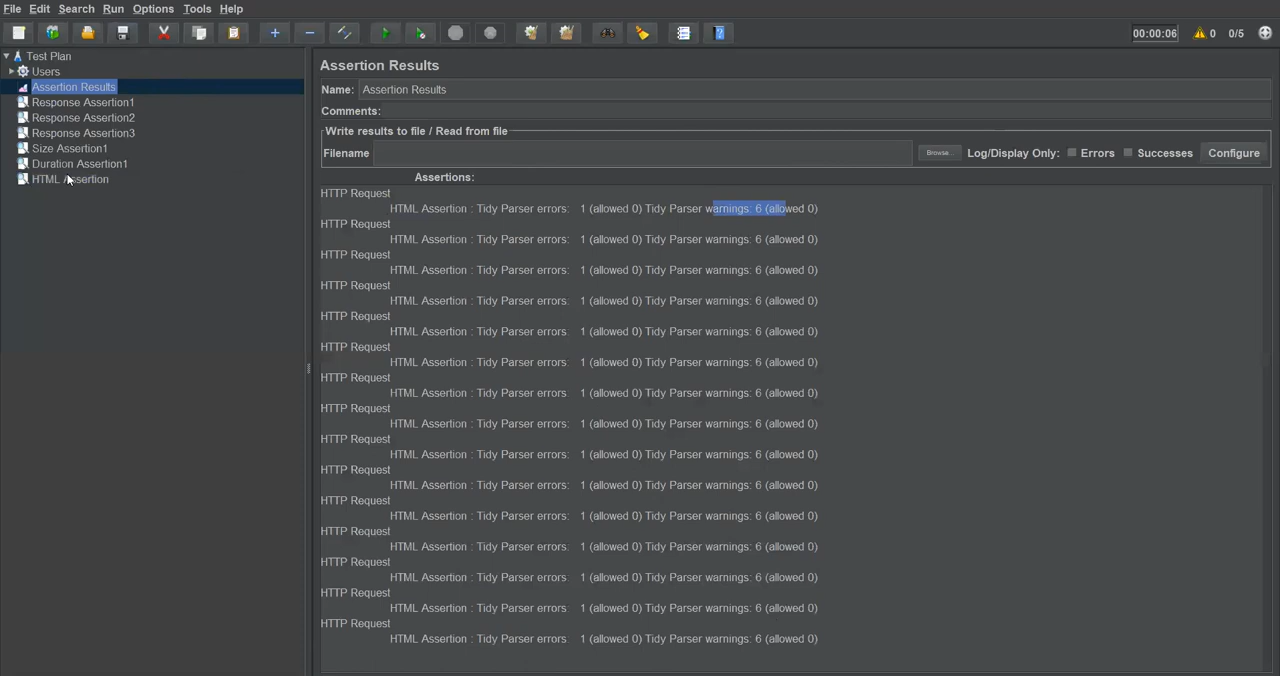 File Edit Search Run Options Tools Help
00:00:06 0 0/5
Test Plan
Users
Assertion Results
Response Assertion1
Response Assertion2
Response Assertion3
Size Assertion1
Duration Assertion1
HTML Assertion
Assertion Results
Name: Assertion Results
Comments:
Write results to file / Read from file
Filename Browse... Log/Display Only: Errors Successes Configure
Assertions:
HTTP Request
HTML Assertion : Tidy Parser errors: 1 (allowed 0) Tidy Parser warnings: 6 (allowed 0)
HTTP Request
HTML Assertion : Tidy Parser errors: 1 (allowed 0) Tidy Parser warnings: 6 (allowed 0)
HTTP Request
HTML Assertion : Tidy Parser errors: 1 (allowed 0) Tidy Parser warnings: 6 (allowed 0)
HTTP Request
HTML Assertion : Tidy Parser errors: 1 (allowed 0) Tidy Parser warnings: 6 (allowed 0)
HTTP Request
HTML Assertion : Tidy Parser errors: 1 (allowed 0) Tidy Parser warnings: 6 (allowed 0)
HTTP Request
HTML Assertion : Tidy Parser errors: 1 (allowed 0) Tidy Parser warnings: 6 (allowed 0)
HTTP Request
HTML Assertion : Tidy Parser errors: 1 (allowed 0) Tidy Parser warnings: 6 (allowed 0)
HTTP Request
HTML Assertion : Tidy Parser errors: 1 (allowed 0) Tidy Parser warnings: 6 (allowed 0)
HTTP Request
HTML Assertion : Tidy Parser errors: 1 (allowed 0) Tidy Parser warnings: 6 (allowed 0)
HTTP Request
HTML Assertion : Tidy Parser errors: 1 (allowed 0) Tidy Parser warnings: 6 (allowed 0)
HTTP Request
HTML Assertion : Tidy Parser errors: 1 (allowed 0) Tidy Parser warnings: 6 (allowed 0)
HTTP Request
HTML Assertion : Tidy Parser errors: 1 (allowed 0) Tidy Parser warnings: 6 (allowed 0)
HTTP Request
HTML Assertion : Tidy Parser errors: 1 (allowed 0) Tidy Parser warnings: 6 (allowed 0)
HTTP Request
HTML Assertion : Tidy Parser errors: 1 (allowed 0) Tidy Parser warnings: 6 (allowed 0)
HTTP Request
HTML Assertion : Tidy Parser errors: 1 (allowed 0) Tidy Parser warnings: 6 (allowed 0)